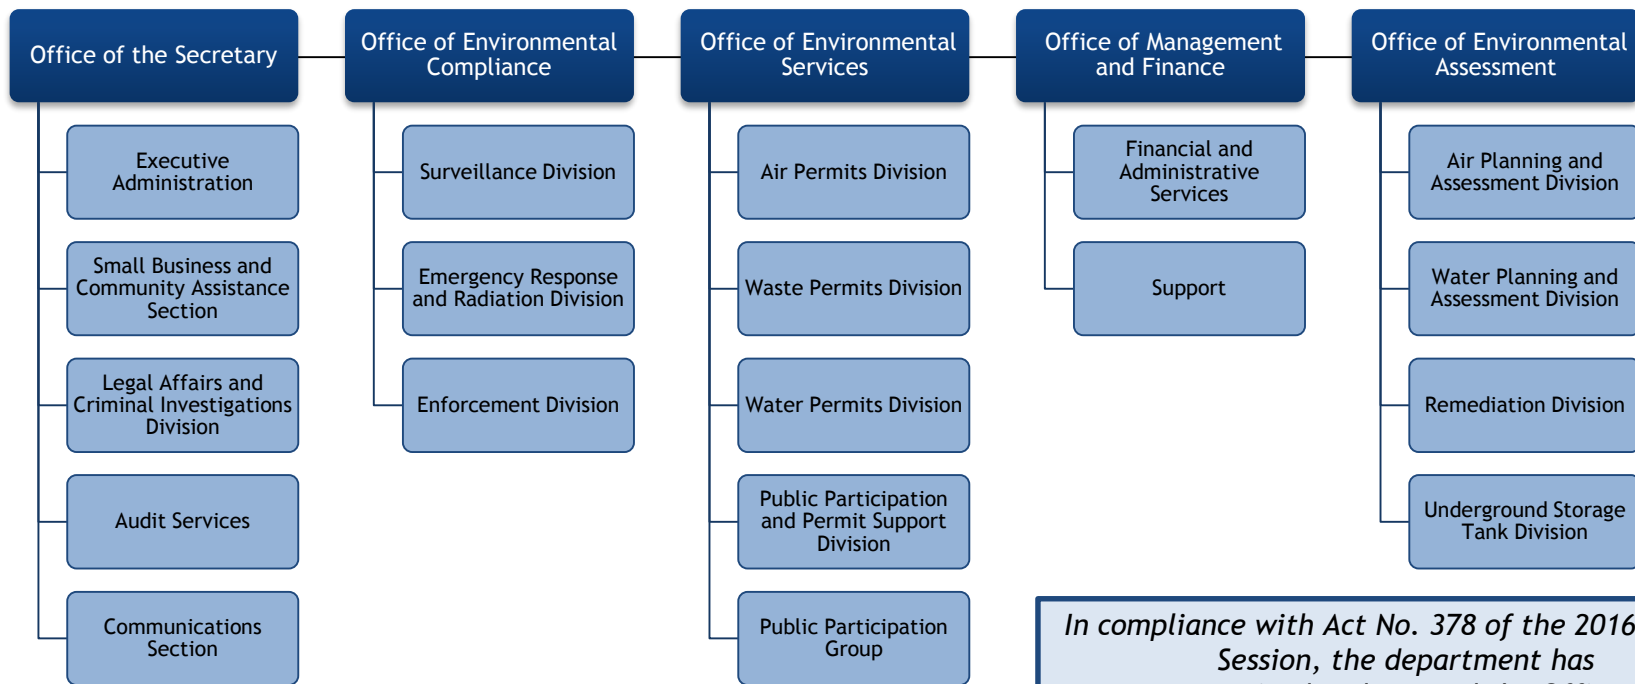 Office of the Secretary
Executive
Administration
Small Business and
Community Assistance
Section
Legal Affairs and
Criminal Investigations
Division
Audit Services
Communications
Section
Office of Environmental
Compliance
Surveillance Division
Emergency Response
and Radiation Division
Enforcement Division
Office of Environmental
Services
Air Permits Division
Waste Permits Division
Water Permits Division
Public Participation
and Permit Support
Division
Public Participation
Group
Office of Management
and Finance
Financial and
Administrative
Services
Support
Office of Environmental
Assessment
Air Planning and
Assessment Division
Water Planning and
Assessment Division
Remediation Division
Underground Storage
Tank Division
In compliance with Act No. 378 of the 2016
Session, the department has